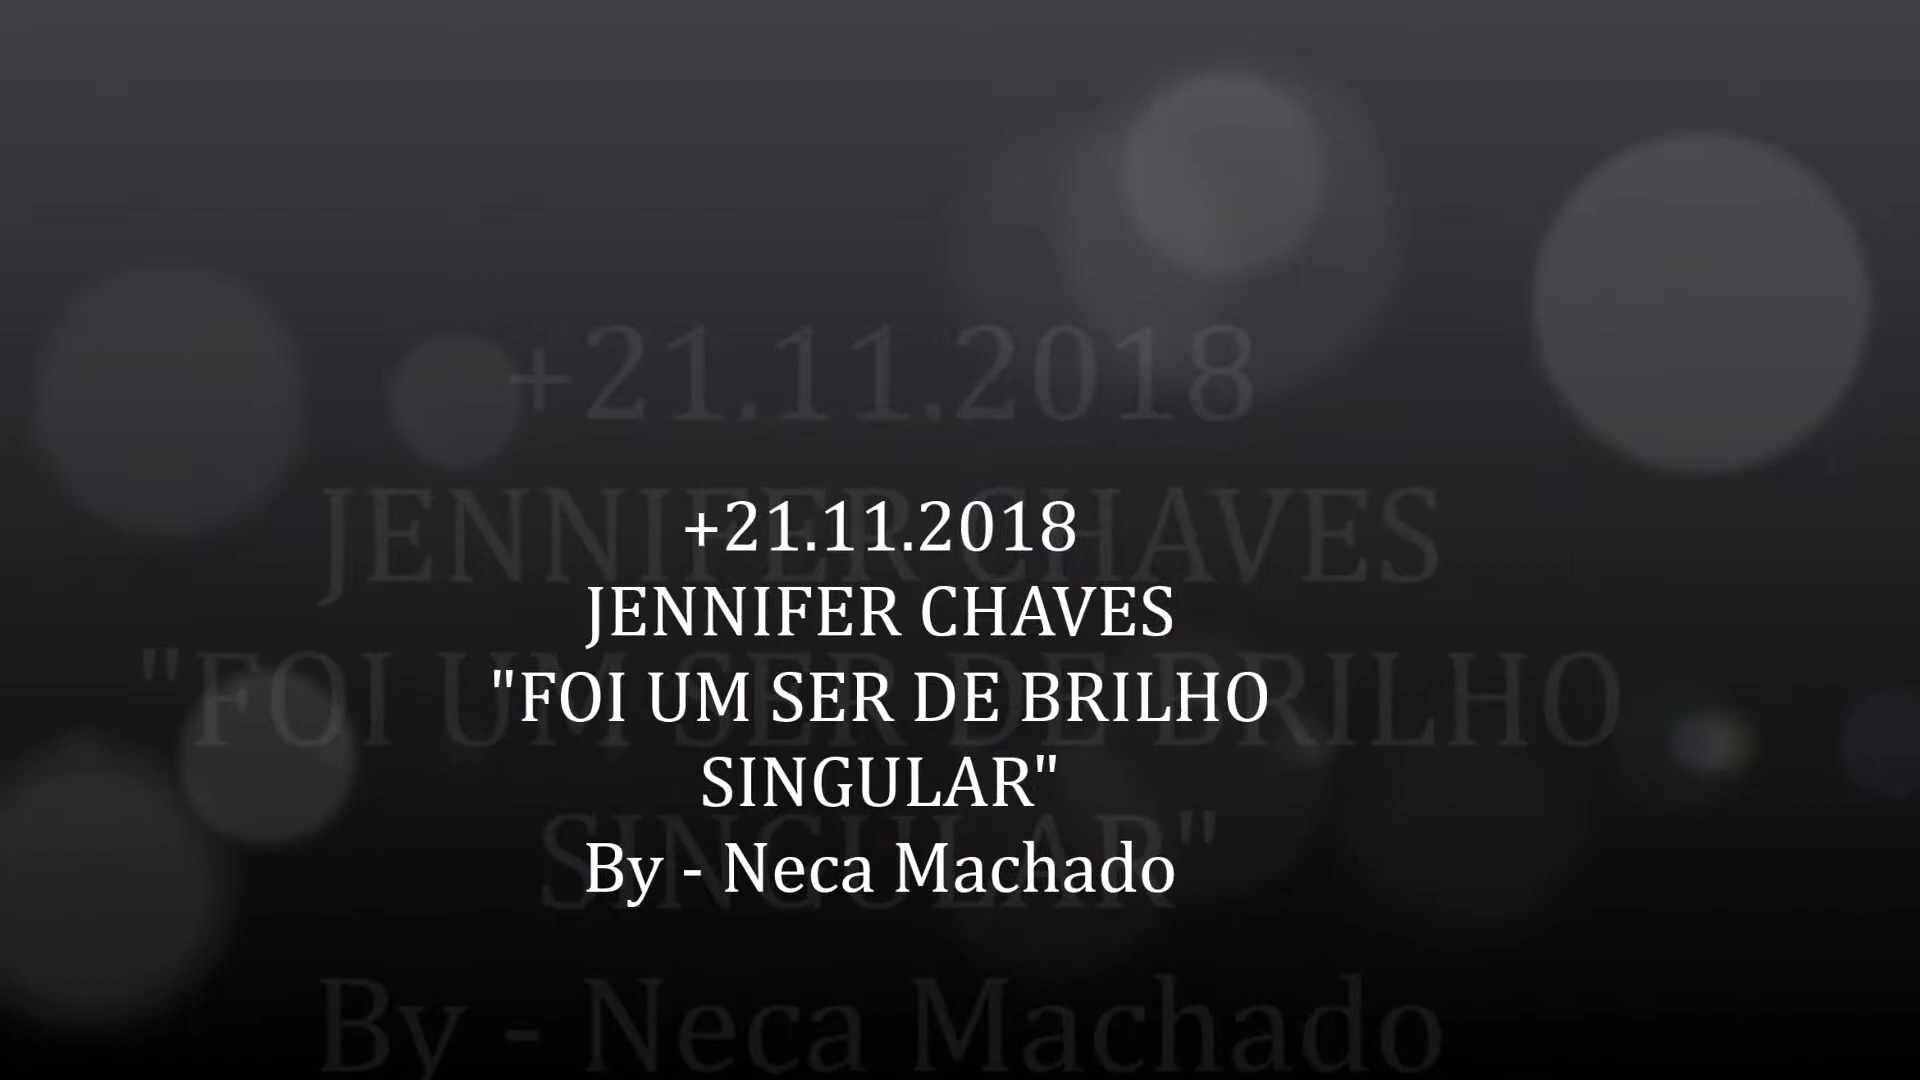 +21.11.2018
JENNIFER CHAVES
"FOI UM SER DE BRILHO
SINGULAR"
By - Neca Machado